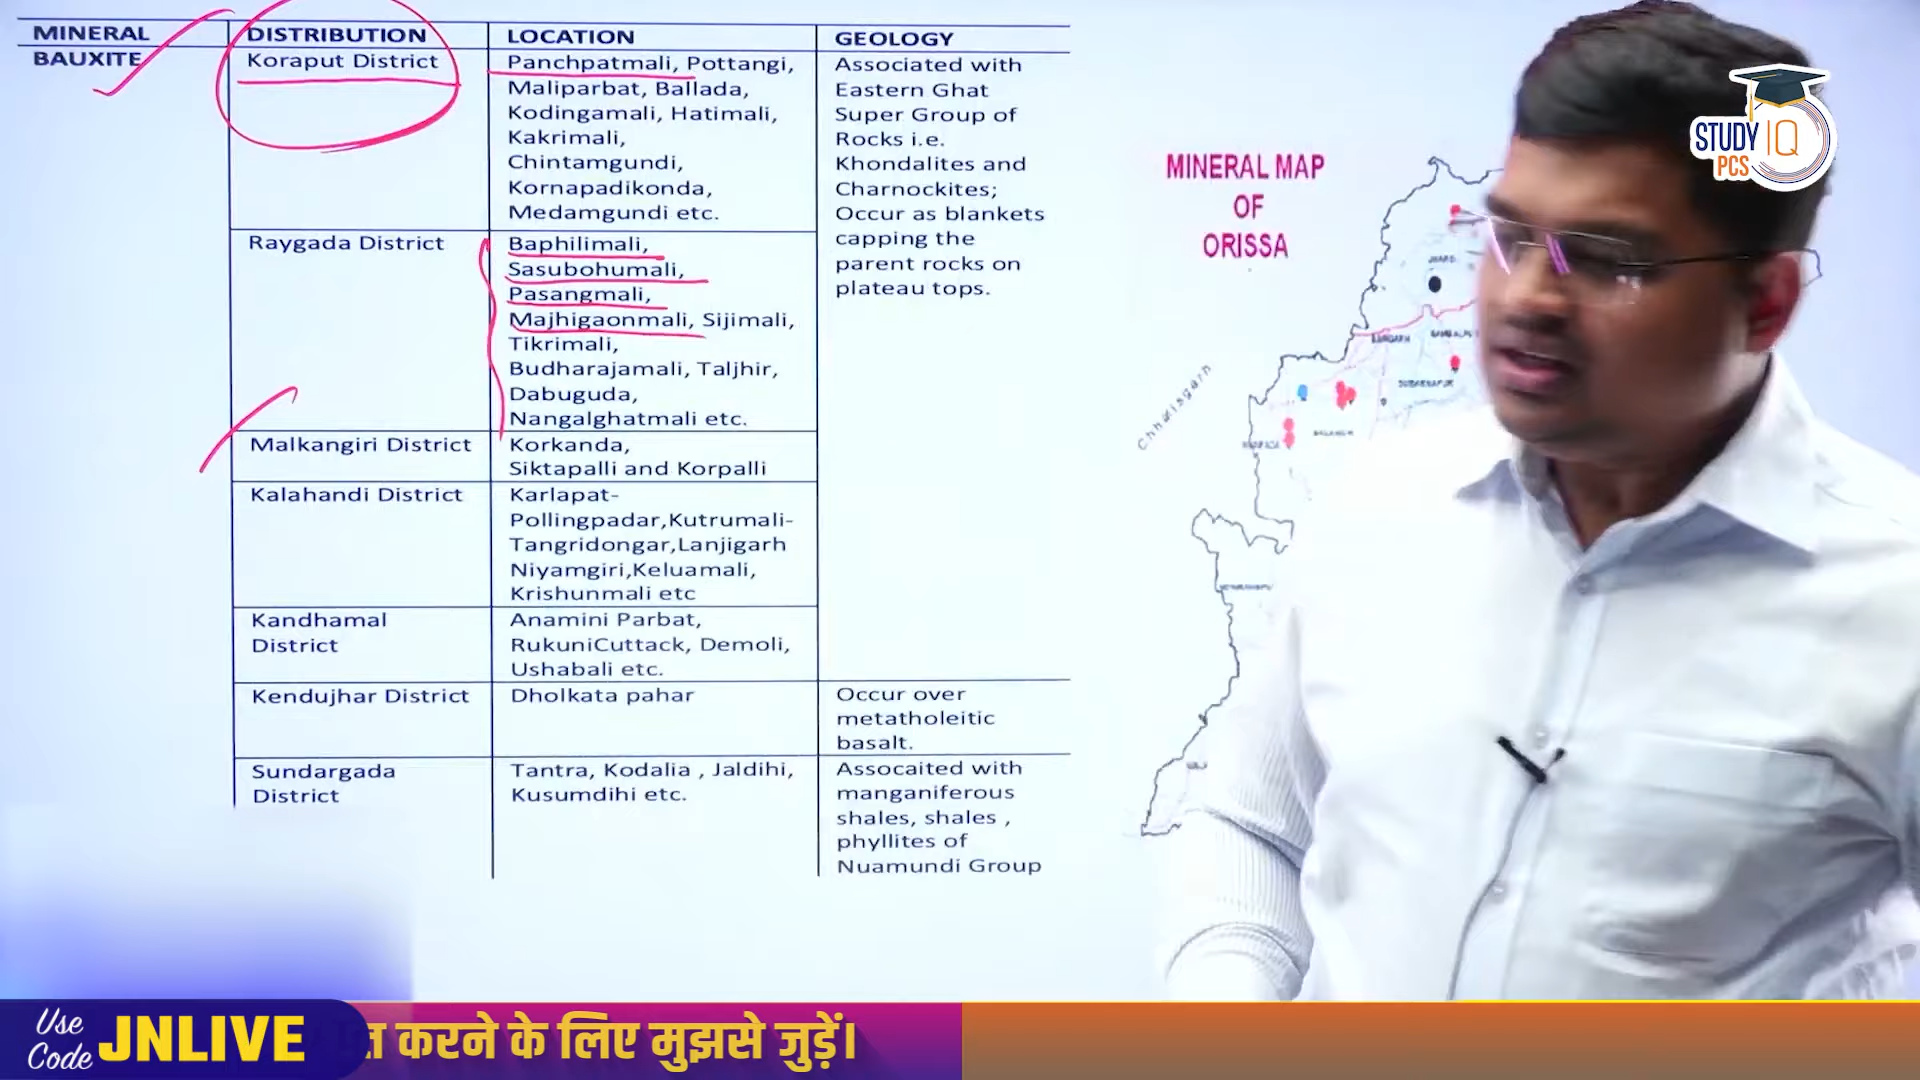 MINERAL
DISTRIBUTION
LOCATION
GEOLOGY
BAUXITE
Koraput District
Panchpatmali, Pottangi,
Maliparbat, Ballada,
Kodingamali, Hatimali,
Kakrimali,
Chintamgundi,
Kornapadikonda,
Medamgundi etc.
Associated with
Eastern Ghat
Super Group of
Rocks i.e.
Khondalites and
Charnockites;
Occur as blankets
capping the
parent rocks on
plateau tops.
Raygada District
Baphilimali,
Sasubohumali,
Pasangmali,
Majhigaonmali, Sijimali,
Tikrimali,
Budharajamali, Taljhir,
Dabuguda,
Nangalghatmali etc.
Malkangiri District
Korkanda,
Siktapalli and Korpalli
Kalahandi District
Karlapat-
Pollingpadar,Kutrumali-
Tangridongar,Lanjigarh
Niyamgiri,Keluamali,
Krishunmali etc
Kandhamal
District
Anamini Parbat,
RukuniCuttack, Demoli,
Ushabali etc.
Kendujhar District
Dholkata pahar
Occur over
metatholeitic
basalt.
Sundargada
District
Tantra, Kodalia , Jaldihi,
Kusumdihi etc.
Assocaited with
manganiferous
shales, shales ,
phyllites of
Nuamundi Group
MINERAL MAP
OF
ORISSA
Chhatisgarh
SUBARNAPUR
STUDY IQ
PCS
Use
Code JNLIVE
करने के लिए मुझसे जुड़ें।